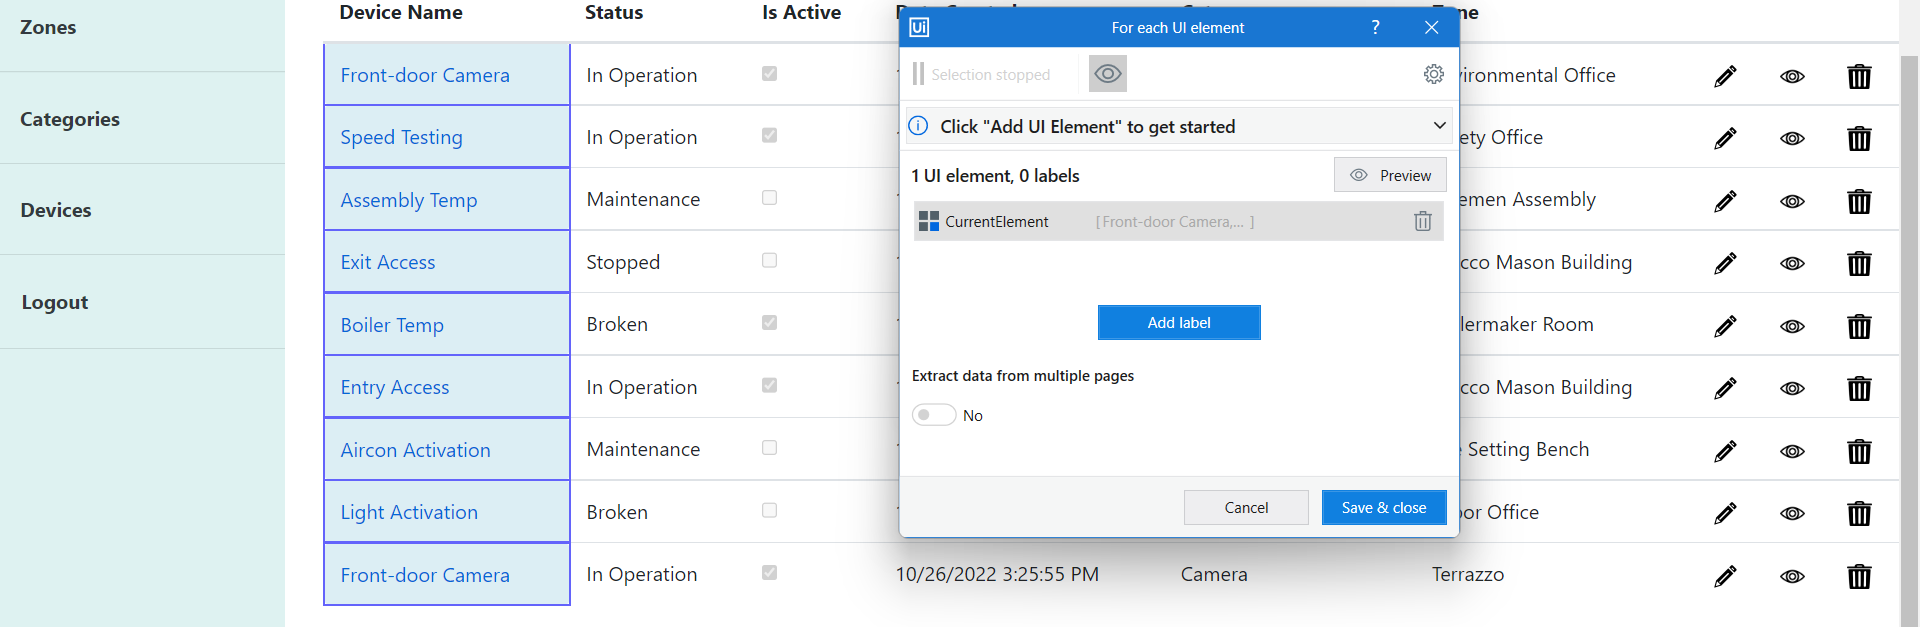 Zones
Categories
Devices
Logout
Device Name Status Is Active
Front-door Camera In Operation
Speed Testing In Operation
Assembly Temp Maintenance
Exit Access Stopped
Boiler Temp Broken
Entry Access In Operation
Aircon Activation Maintenance
Light Activation Broken
Front-door Camera In Operation 10/26/2022 3:25:55 PM Camera Terrazzo
Ui For each UI element ?
Selection stopped
Click "Add UI Element" to get started
1 UI element, 0 labels Preview
CurrentElement [Front-door Camera,... ]
Add label
Extract data from multiple pages
No
Cancel Save & close
ne
ironmental Office
ety Office
emen Assembly
cco Mason Building
lermaker Room
cco Mason Building
Setting Bench
or Office